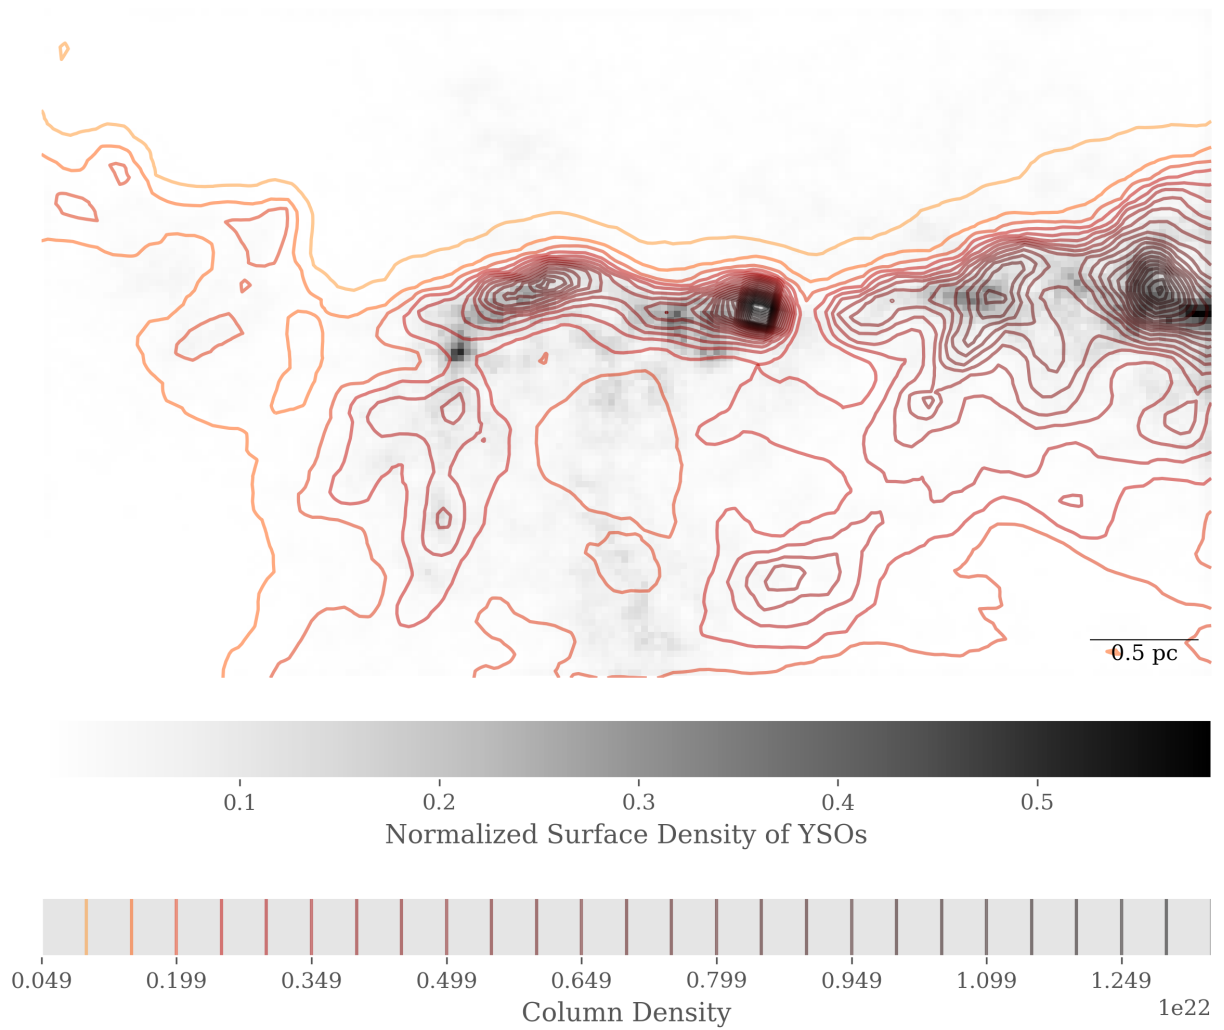 0.5 pc
0.1 0.2 0.3 0.4 0.5
Normalized Surface Density of YSOs
0.049 0.199 0.349 0.499 0.649 0.799 0.949 1.099 1.249
1e22
Column Density